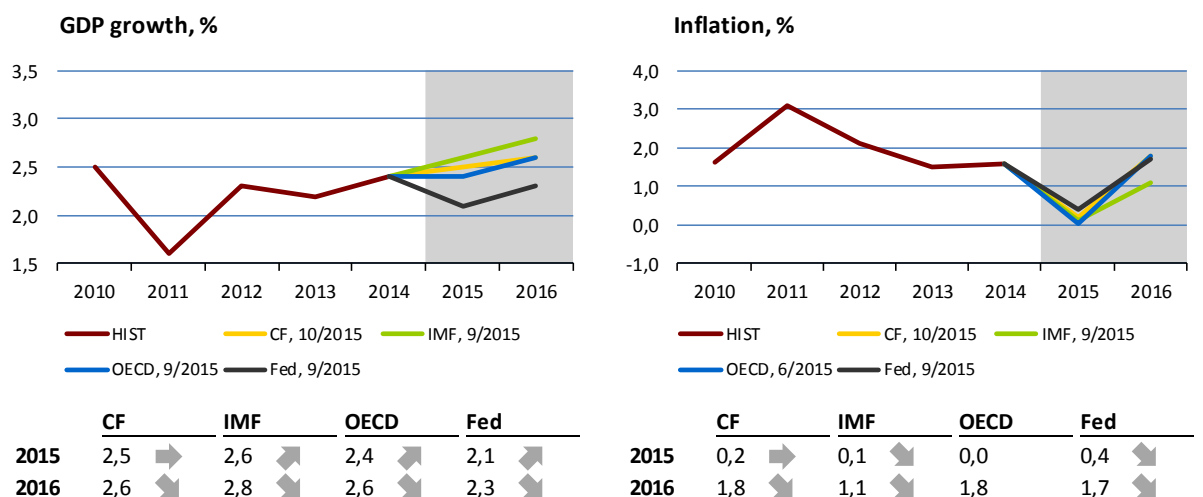 GDP growth, %
3,5
3,0
2,5
2,0
1,5
2010 2011 2012 2013 2014 2015 2016
HIST CF, 10/2015 IMF, 9/2015
OECD, 9/2015 Fed, 9/2015
CF IMF OECD Fed
2015 2,5 2,6 2,4 2,1
2016 2,6 2,8 2,6 2,3
Inflation, %
4,0
3,0
2,0
1,0
0,0
-1,0
2010 2011 2012 2013 2014 2015 2016
HIST CF, 10/2015 IMF, 9/2015
OECD, 6/2015 Fed, 9/2015
CF IMF OECD Fed
2015 0,2 0,1 0,0 0,4
2016 1,8 1,1 1,8 1,7